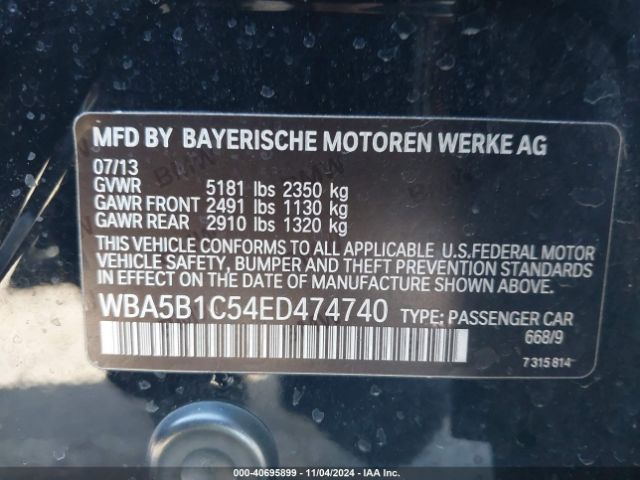 MFD BY BAYERISCHE MOTOREN WERKE AG
07/13
GVWR 5181 lbs 2350 kg
GAWR FRONT 2491 lbs 1130 kg
GAWR REAR 2910 lbs 1320 kg
THIS VEHICLE CONFORMS TO ALL APPLICABLE U.S.FEDERAL MOTOR
VEHICLE SAFETY, BUMPER AND THEFT PREVENTION STANDARDS
IN EFFECT ON THE DATE OF MANUFACTURE SHOWN ABOVE.
WBA5B1C54ED474740 TYPE: PASSENGER CAR
668/9
7 315 814
000-40695899 - 11/04/2024 - IAA Inc.